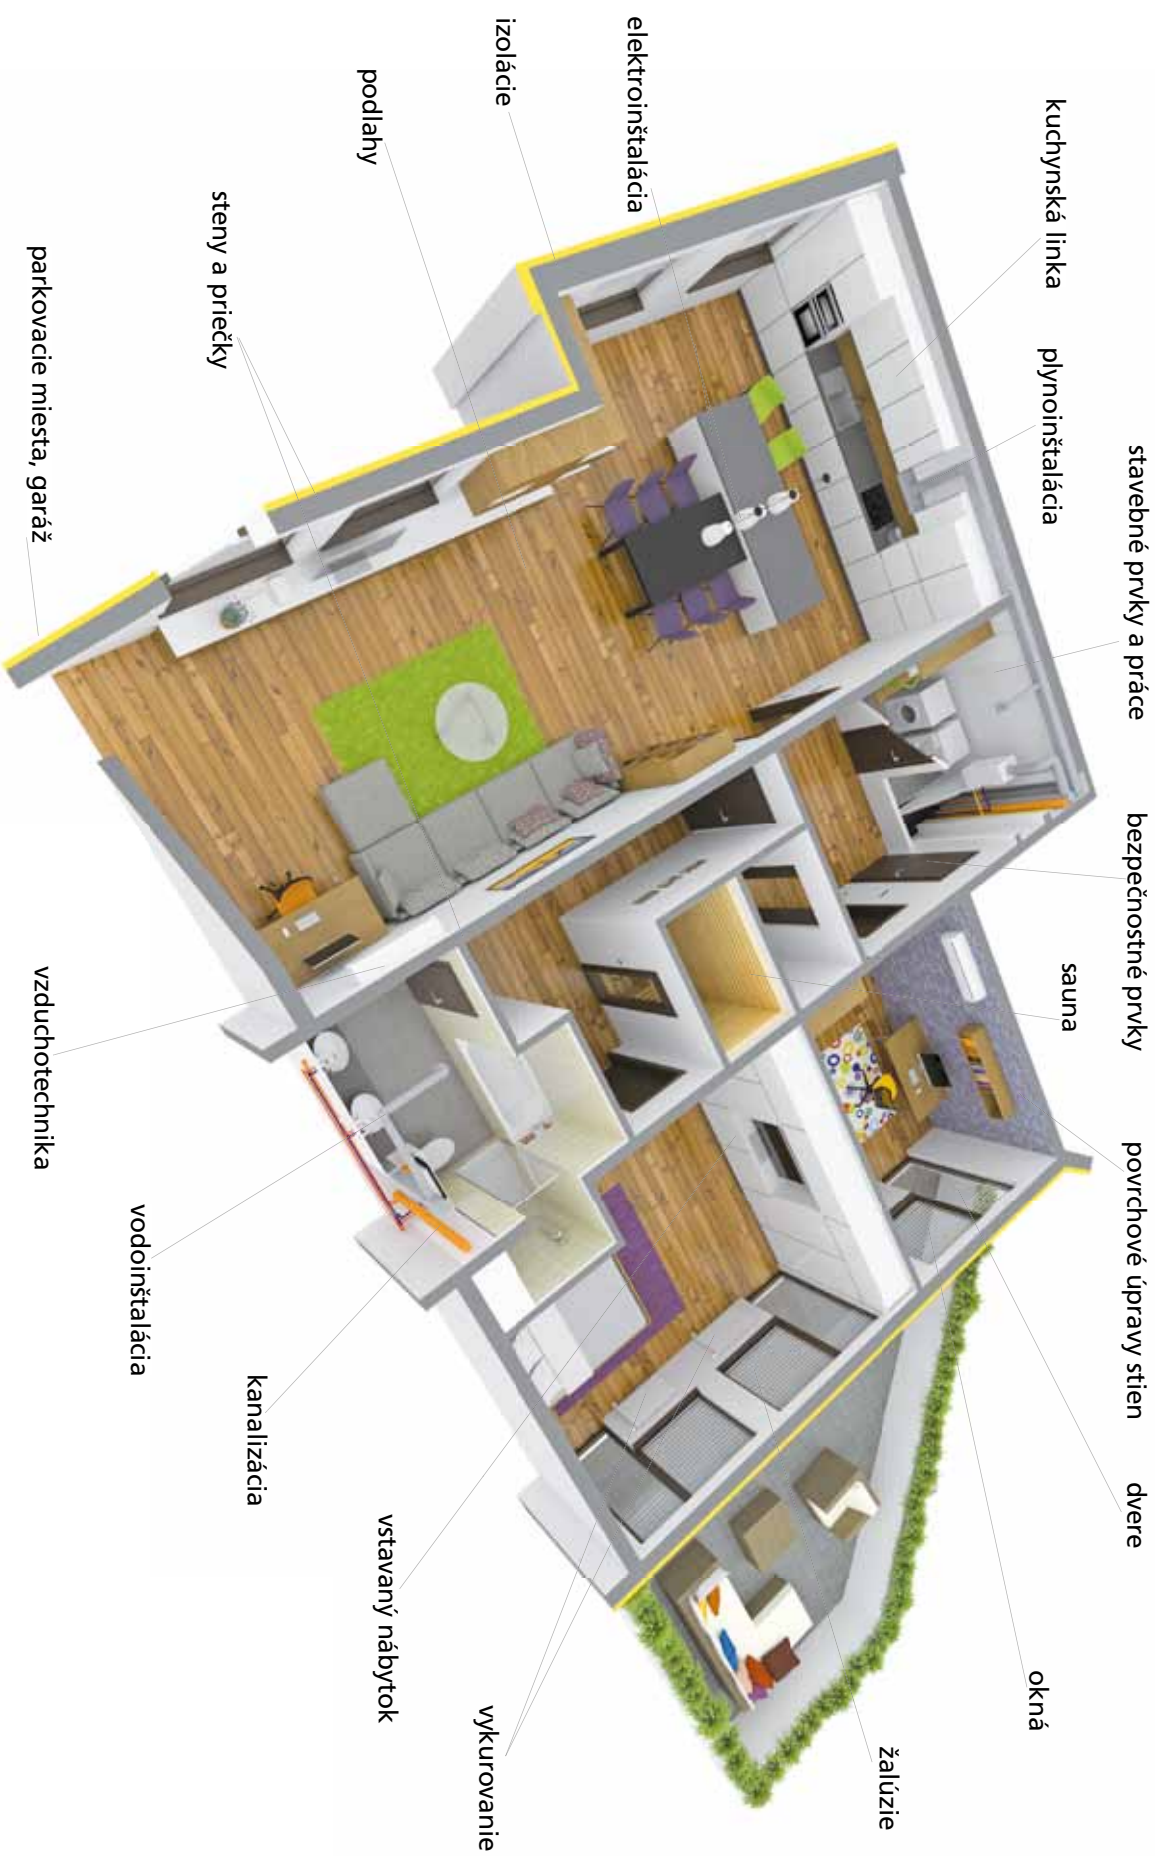 kuchynská linka
plynoinštalácia
stavebné prvky a práce
bezpečnostné prvky
sauna
povrchové úpravy stien
dvere
okná
žalúzie
elektroinštalácia
izolácie
podlahy
steny a priečky
parkovacie miesta, garáž
vzduchotechnika
vodoinštalácia
kanalizácia
vstavaný nábytok
vykurovanie